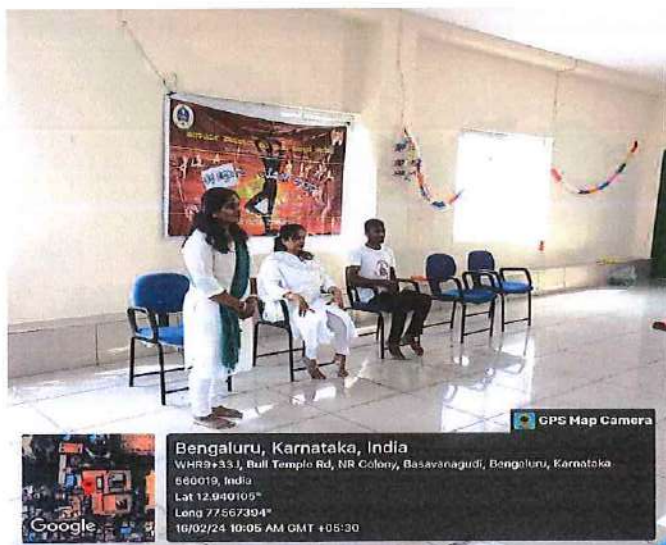 GPS Map Camera
Bengaluru, Karnataka, India
WHR9+33J, Bull Temple Rd, NR Colony, Basavanagudi, Bengaluru, Karnataka
560019, India
Lat 12.940105°
Long 77.567394°
16/02/24 10:05 AM GMT +05:30
Google